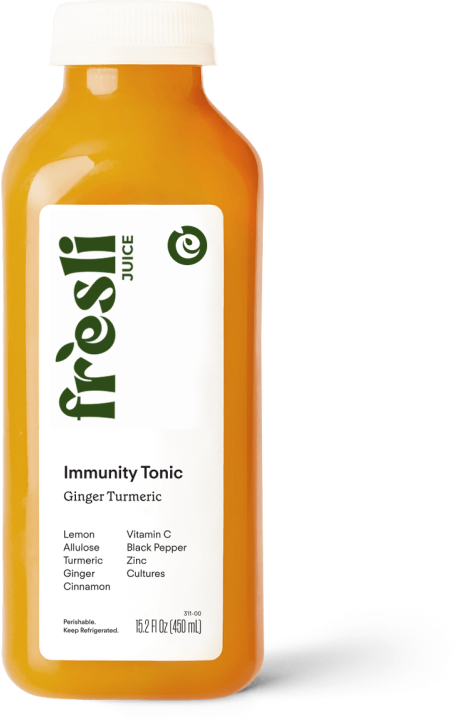 frèsli
JUICE
Immunity Tonic
Ginger Turmeric
Lemon
Allulose
Turmeric
Ginger
Cinnamon
Vitamin C
Black Pepper
Zinc
Cultures
Perishable.
Keep Refrigerated.
311-00
15.2 Fl Oz (450 mL)